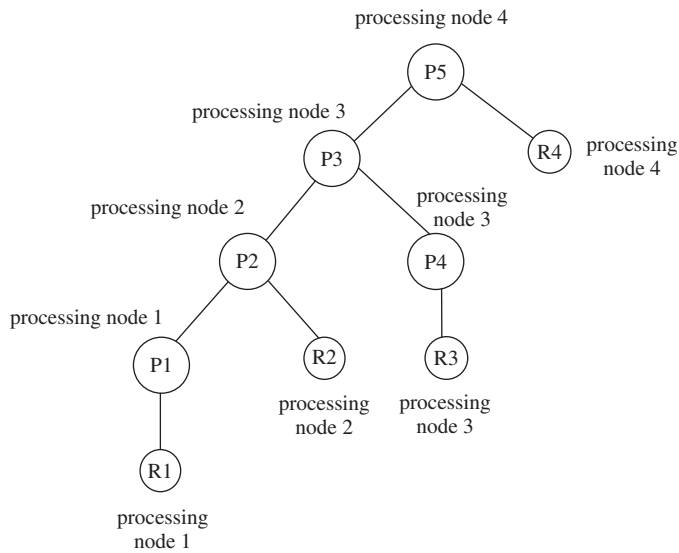 processing node 4
P5
processing node 3
R4
processing
node 4
P3
processing
node 3
processing node 2
P2
P4
processing node 1
P1
R2
R3
processing
node 2
processing
node 3
R1
processing
node 1